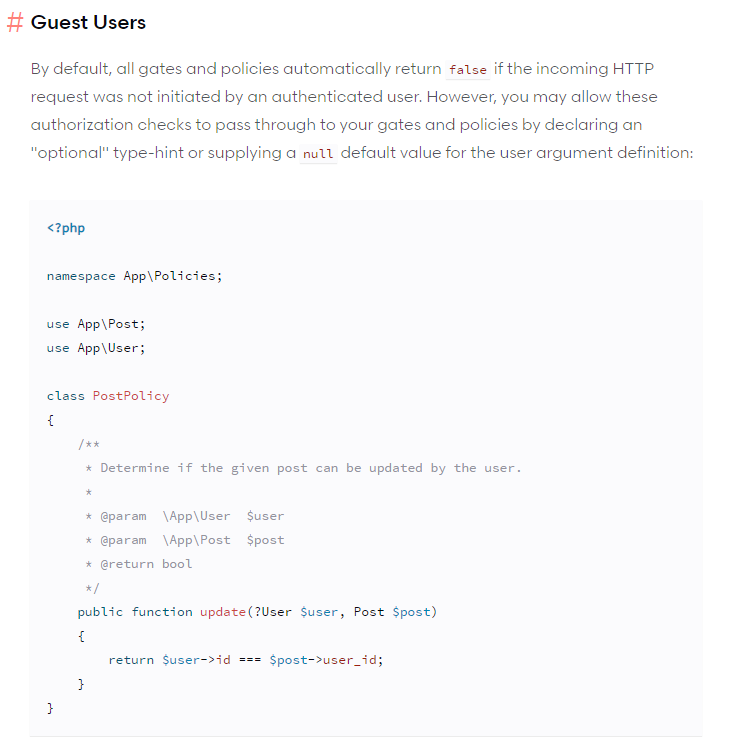 # Guest Users
By default, all gates and policies automatically return false if the incoming HTTP
request was not initiated by an authenticated user. However, you may allow these
authorization checks to pass through to your gates and policies by declaring an
"optional" type-hint or supplying a null default value for the user argument definition:
<?php
namespace App\Policies;
use App\Post;
use App\User;
class PostPolicy
{
    /**
     * Determine if the given post can be updated by the user.
     *
     * @param  \App\User  $user
     * @param  \App\Post  $post
     * @return bool
     */
    public function update(?User $user, Post $post)
    {
        return $user->id === $post->user_id;
    }
}